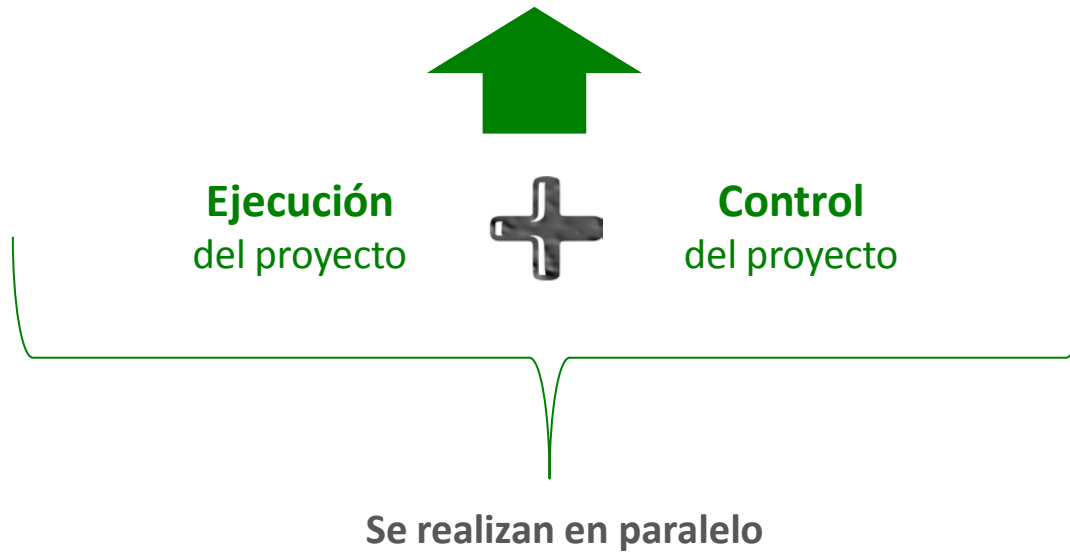 Ejecución
del proyecto
Control
del proyecto
Se realizan en paralelo